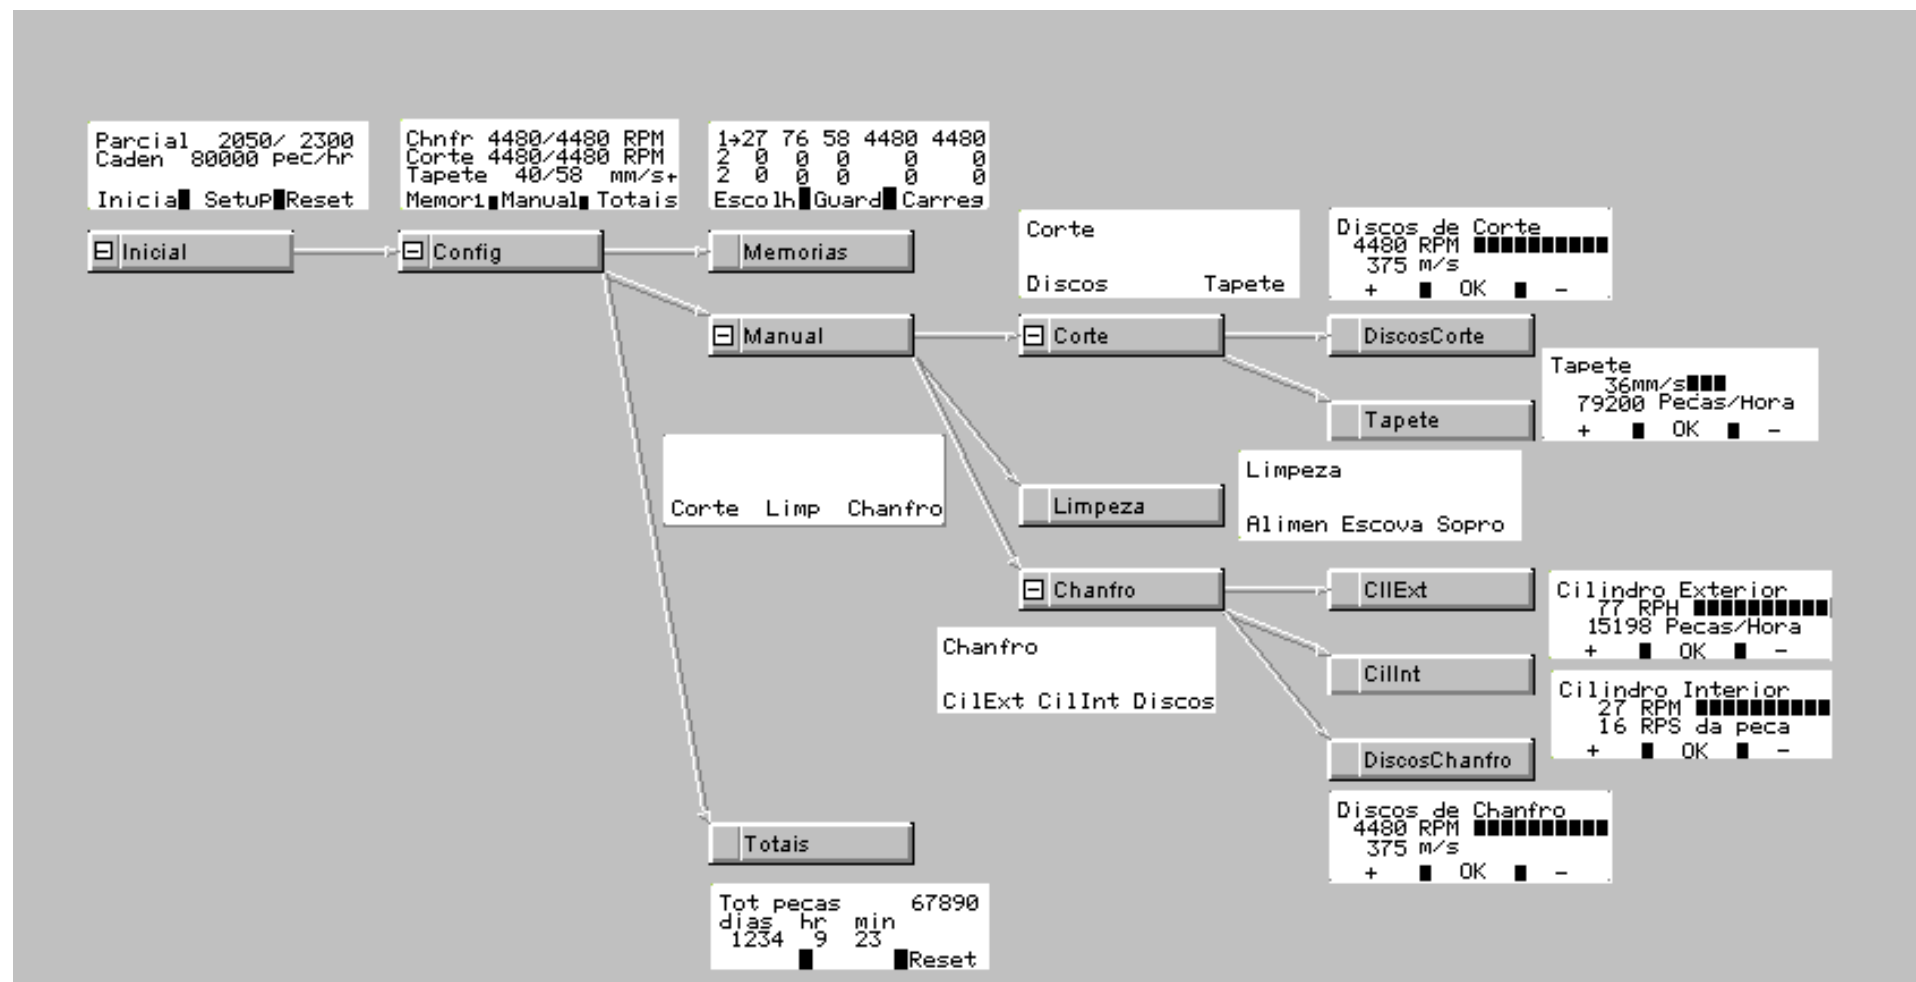 Parcial 2050/ 2300
Caden 80000 pec/hr
Inicia Setup Reset
Chnfr 4480/4480 RPM
Corte 4480/4480 RPM
Tapete 40/58 mm/s+
Memor1 Manual Totais
1→27 76 58 4480 4480
2 0 0 0 0 0
2 0 0 0 0 0
Escolh Guard Carreg
Inicial
Config
Memorias
Corte
Discos Tapete
Discos de Corte
4480 RPM
375 m/s
+ OK -
Manual
Corte
DiscosCorte
Tapete
36mm/s
79200 Pecas/Hora
+ OK -
Tapete
Corte Limp Chanfro
Limpeza
Limpeza
Alimen Escova Sopro
Chanfro
CilExt
Cilindro Exterior
77 RPH
15198 Pecas/Hora
+ OK -
Chanfro
CilExt CilInt Discos
CilInt
Cilindro Interior
27 RPM
16 RPS da peca
+ OK -
DiscosChanfro
Discos de Chanfro
4480 RPM
375 m/s
+ OK -
Totais
Tot pecas 67890
dias hr min
1234 9 23
Reset